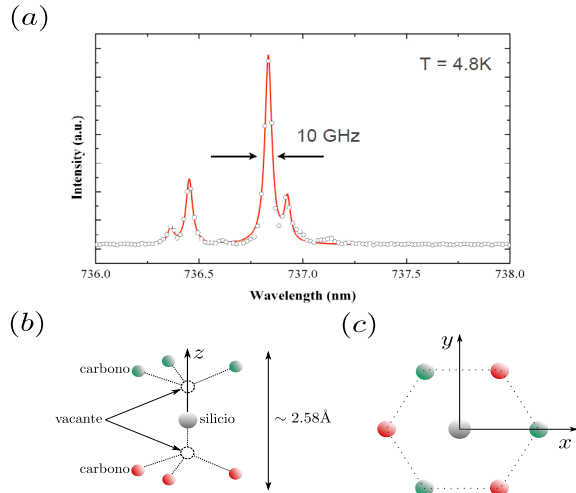 (a)
T = 4.8K
10 GHz
Intensity (a.u.)
736.0 736.5 737.0 737.5 738.0
Wavelength (nm)
(b)
z
carbono
vacante
silicio
~ 2.58Å
carbono
(c)
y
x